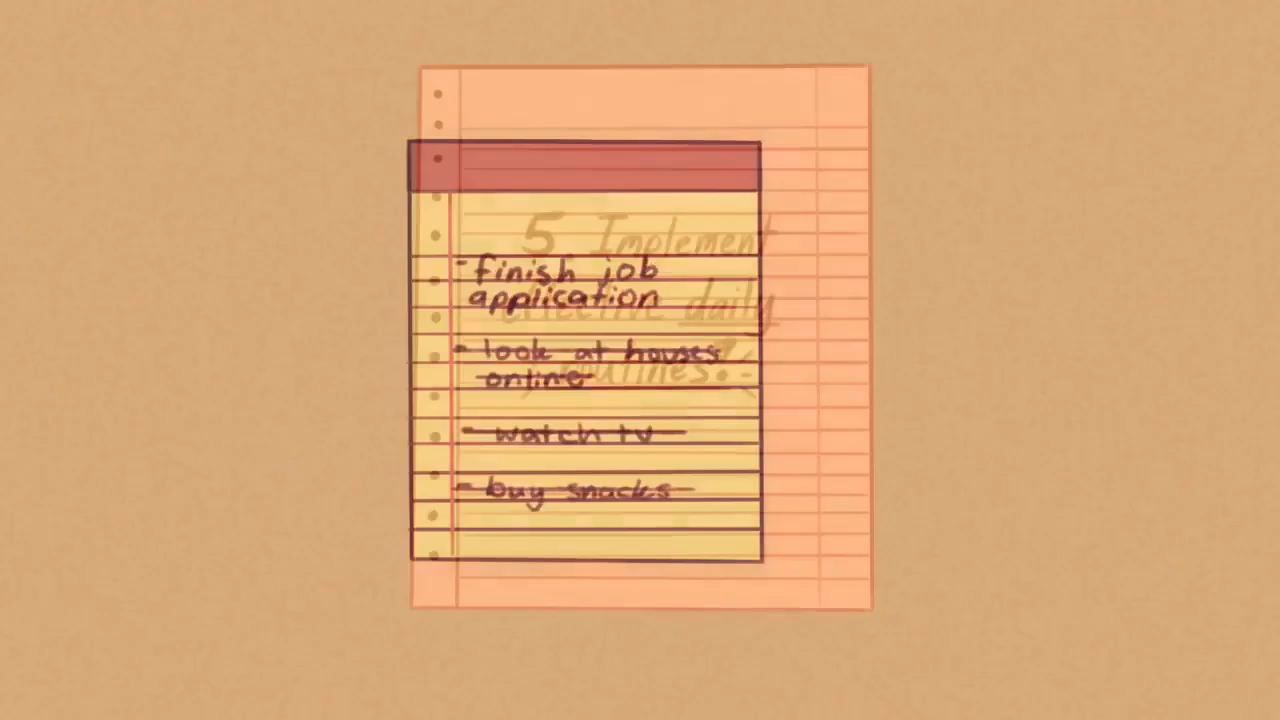 5 Implement
effective daily
routines!
- finish job
application
- look at houses
online
- watch tv
- buy snacks